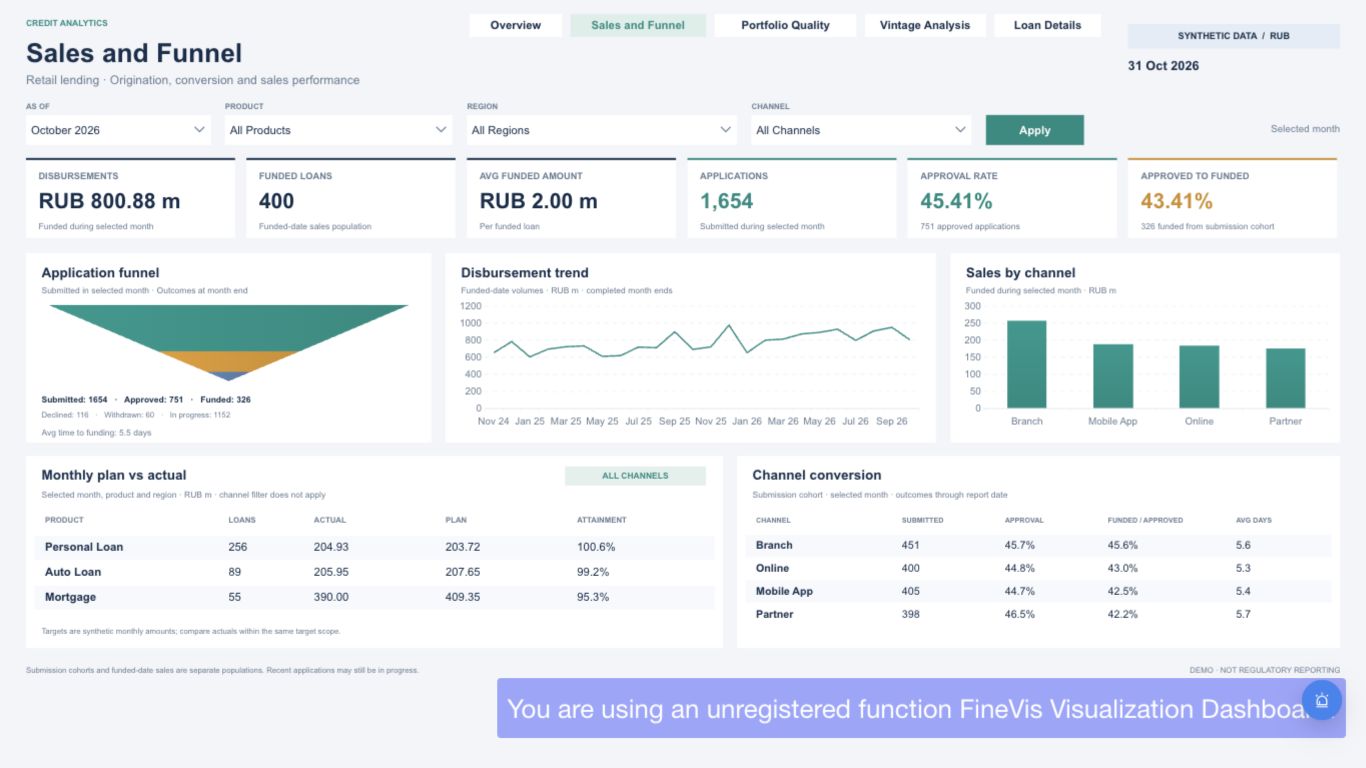 CREDIT ANALYTICS
Sales and Funnel
Retail lending · Origination, conversion and sales performance
Overview
Sales and Funnel
Portfolio Quality
Vintage Analysis
Loan Details
SYNTHETIC DATA / RUB
31 Oct 2026
AS OF
October 2026
PRODUCT
All Products
REGION
All Regions
CHANNEL
All Channels
Apply
Selected month
DISBURSEMENTS
RUB 800.88 m
Funded during selected month
FUNDED LOANS
400
Funded-date sales population
AVG FUNDED AMOUNT
RUB 2.00 m
Per funded loan
APPLICATIONS
1,654
Submitted during selected month
APPROVAL RATE
45.41%
751 approved applications
APPROVED TO FUNDED
43.41%
326 funded from submission cohort
Application funnel
Submitted in selected month · Outcomes at month end
Submitted: 1654 · Approved: 751 · Funded: 326
Declined: 116 · Withdrawn: 60 · In progress: 1152
Avg time to funding: 5.5 days
Disbursement trend
Funded-date volumes · RUB m · completed month ends
1200
1000
800
600
400
200
0
Nov 24 Jan 25 Mar 25 May 25 Jul 25 Sep 25 Nov 25 Jan 26 Mar 26 May 26 Jul 26 Sep 26
Sales by channel
Funded during selected month · RUB m
300
250
200
150
100
50
0
Branch Mobile App Online Partner
Monthly plan vs actual
ALL CHANNELS
Selected month, product and region · RUB m · channel filter does not apply
PRODUCT LOANS ACTUAL PLAN ATTAINMENT
Personal Loan 256 204.93 203.72 100.6%
Auto Loan 89 205.95 207.65 99.2%
Mortgage 55 390.00 409.35 95.3%
Targets are synthetic monthly amounts; compare actuals within the same target scope.
Channel conversion
Submission cohort · selected month · outcomes through report date
CHANNEL SUBMITTED APPROVAL FUNDED / APPROVED AVG DAYS
Branch 451 45.7% 45.6% 5.6
Online 400 44.8% 43.0% 5.3
Mobile App 405 44.7% 42.5% 5.4
Partner 398 46.5% 42.2% 5.7
Submission cohorts and funded-date sales are separate populations. Recent applications may still be in progress.
DEMO · NOT REGULATORY REPORTING
You are using an unregistered function FineVis Visualization